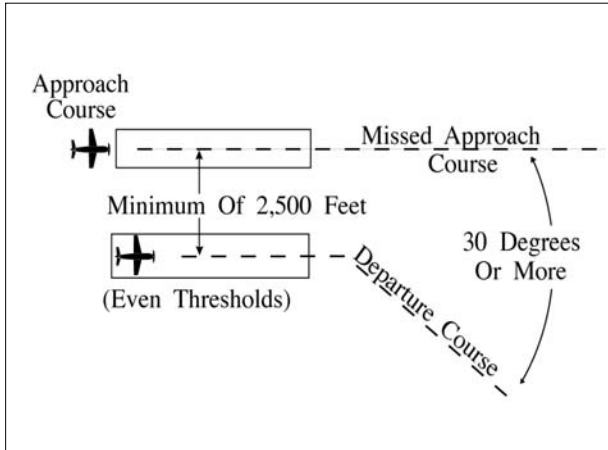 Approach
Course
Missed Approach
Course
Minimum Of 2,500 Feet
30 Degrees
Or More
Departure Course
(Even Thresholds)